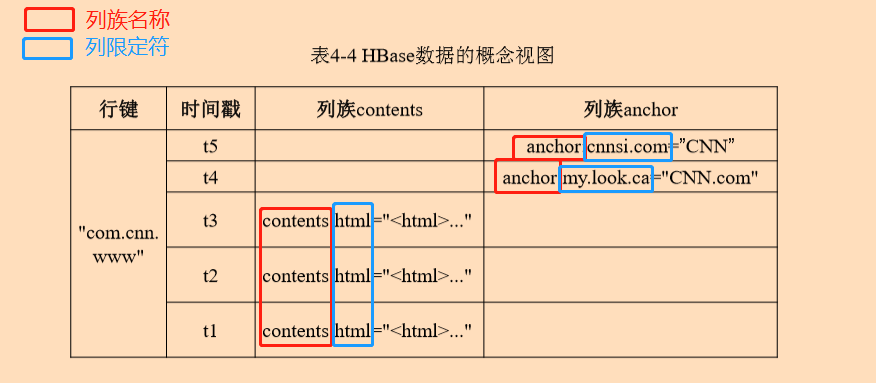 列族名称
列限定符
表4-4 HBase数据的概念视图
行键 时间戳 列族contents 列族anchor
t5 anchor cnnsi.com="CNN”
t4 anchor my.look.ca="CNN.com"
"com.cnn.
www"
t3 contents html="<html>..."
t2 contents html="<html>..."
t1 contents html="<html>..."